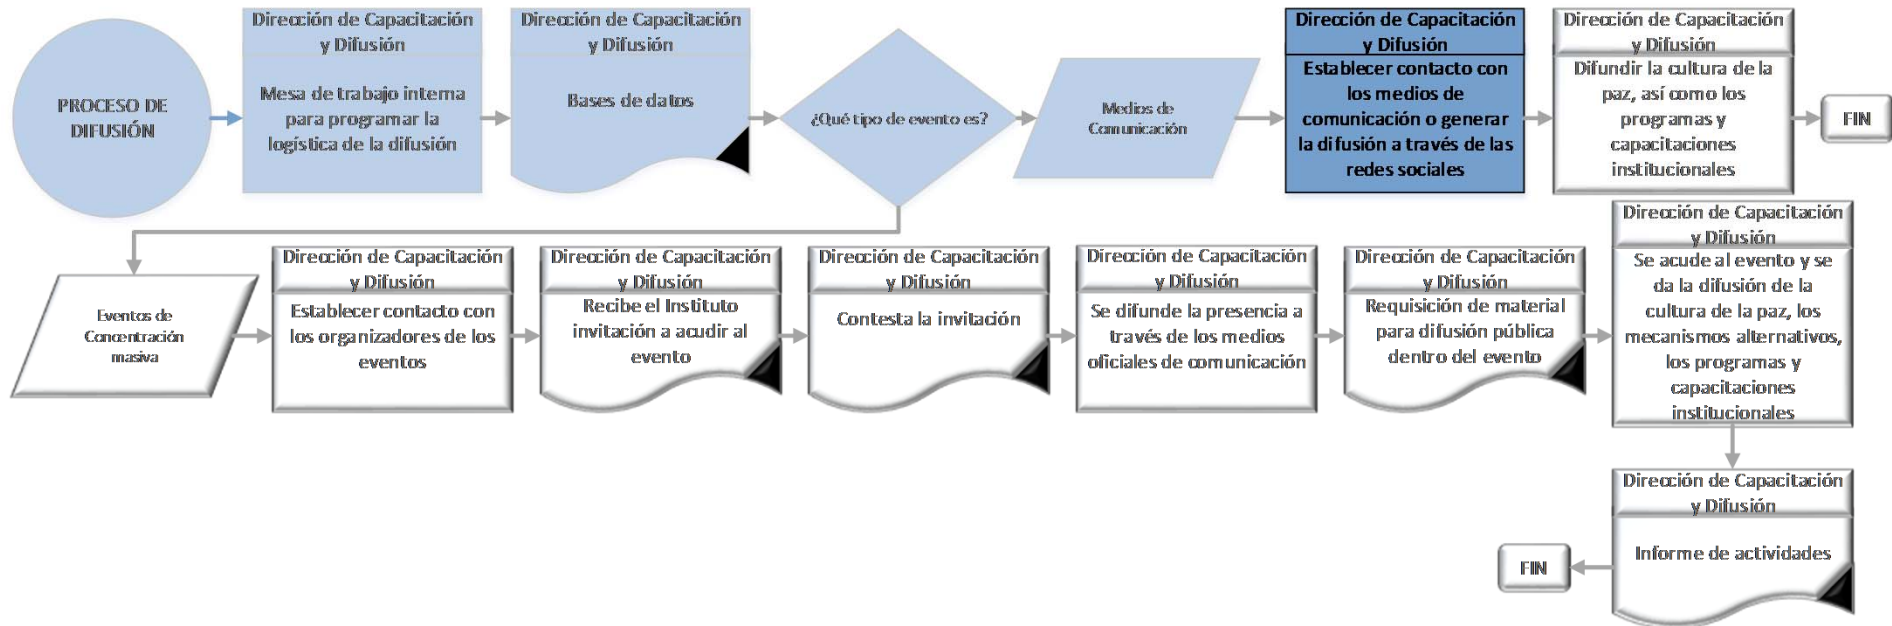 PROCESO DE
DIFUSIÓN
Dirección de Capacitación
y Difusión
Mesa de trabajo interna
para programar la
logística de la difusión
Dirección de Capacitación
y Difusión
Bases de datos
¿Qué tipo de evento es?
Medios de
Comunicación
Dirección de Capacitación
y Difusión
Establecer contacto con
los medios de
comunicación o generar
la difusión a través de las
redes sociales
Dirección de Capacitación
y Difusión
Difundir la cultura de la
paz, así como los
programas y
capacitaciones
institucionales
FIN
Eventos de
Concentración
masiva
Dirección de Capacitación
y Difusión
Establecer contacto con
los organizadores de los
eventos
Dirección de Capacitación
y Difusión
Recibe el Instituto
invitación a acudir al
evento
Dirección de Capacitación
y Difusión
Contesta la invitación
Dirección de Capacitación
y Difusión
Se difunde la presencia a
través de los medios
oficiales de comunicación
Dirección de Capacitación
y Difusión
Requisición de material
para difusión pública
dentro del evento
Dirección de Capacitación
y Difusión
Se acude al evento y se
da la difusión de la
cultura de la paz, los
mecanismos alternativos,
los programas y
capacitaciones
institucionales
Dirección de Capacitación
y Difusión
Informe de actividades
FIN